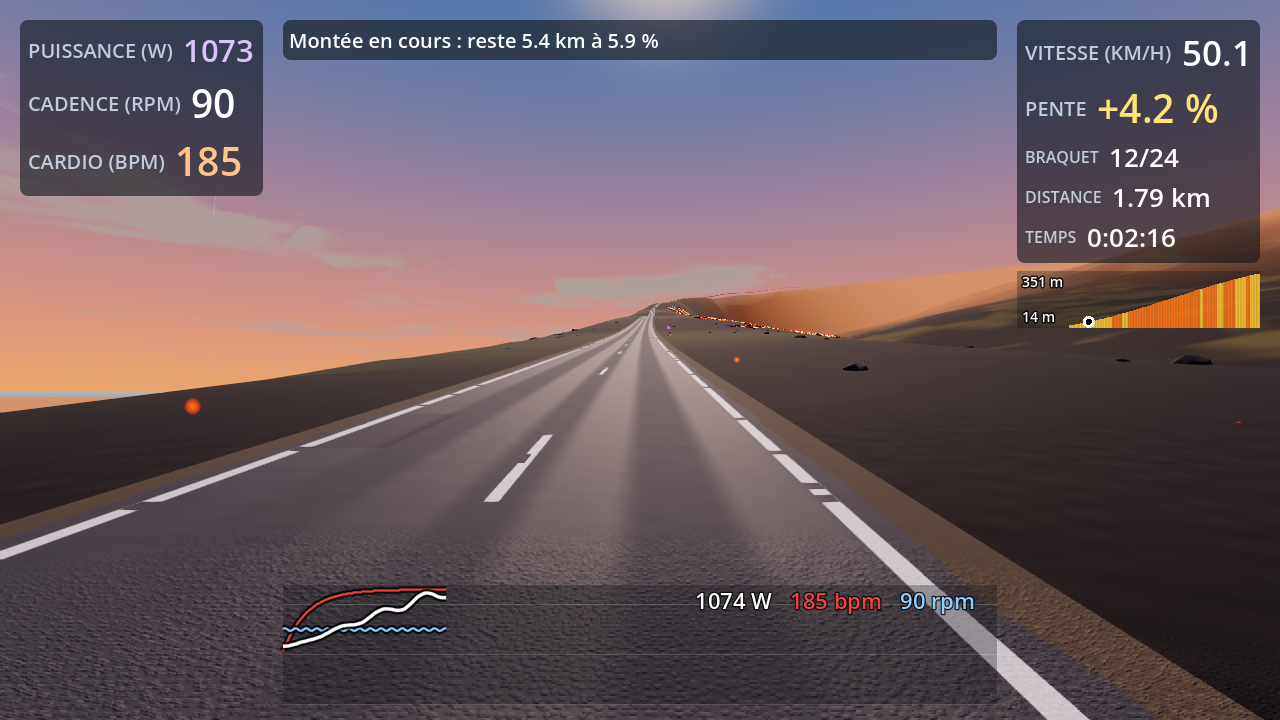 PUISSANCE (W) 1073
CADENCE (RPM) 90
CARDIO (BPM) 185
Montée en cours : reste 5.4 km à 5.9 %
VITESSE (KM/H) 50.1
PENTE +4.2 %
BRAQUET 12/24
DISTANCE 1.79 km
TEMPS 0:02:16
351 m
14 m
1074 W 185 bpm 90 rpm